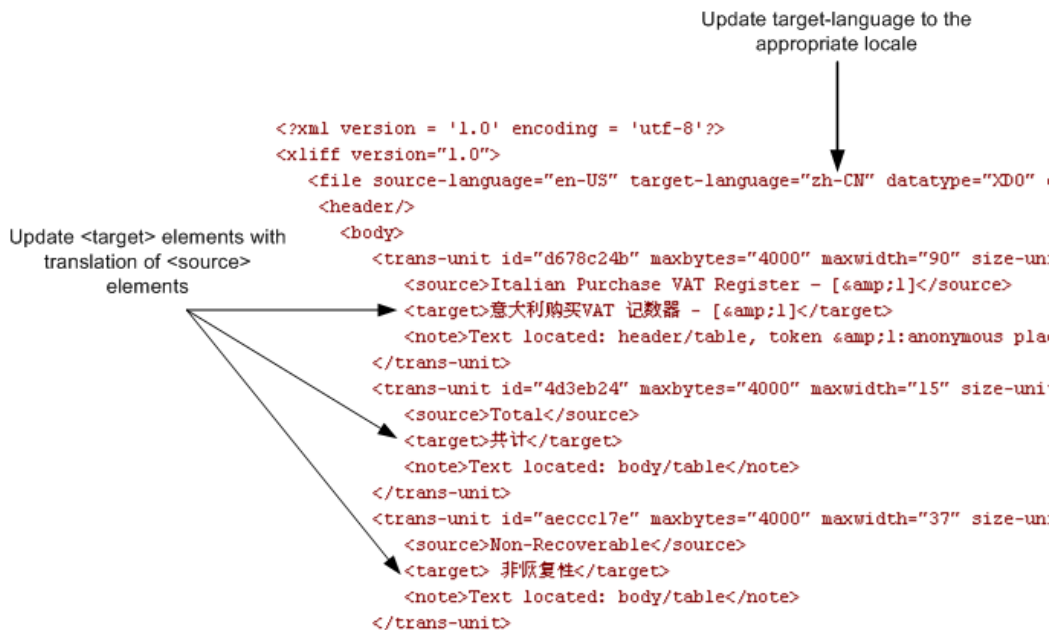 Update target-language to the
appropriate locale
<?xml version = '1.0' encoding = 'utf-8'?>
<xliff version="1.0">
<file source-language="en-US" target-language="zh-CN" datatype="XDO"
<header/>
<body>
Update <target> elements with
translation of <source>
elements
<trans-unit id="d678c24b" maxbytes="4000" maxwidth="90" size-uni
<source>Italian Purchase VAT Register - [&amp;l]</source>
<target>意大利购买VAT 记数器 - [&amp;l]</target>
<note>Text located: header/table, token &amp;l:anonymous plac
</trans-unit>
<trans-unit id="4d3eb24" maxbytes="4000" maxwidth="15" size-unit
<source>Total</source>
<target>共计</target>
<note>Text located: body/table</note>
</trans-unit>
<trans-unit id="aeccc17e" maxbytes="4000" maxwidth="37" size-uni
<source>Non-Recoverable</source>
<target> 非恢复性</target>
<note>Text located: body/table</note>
</trans-unit>